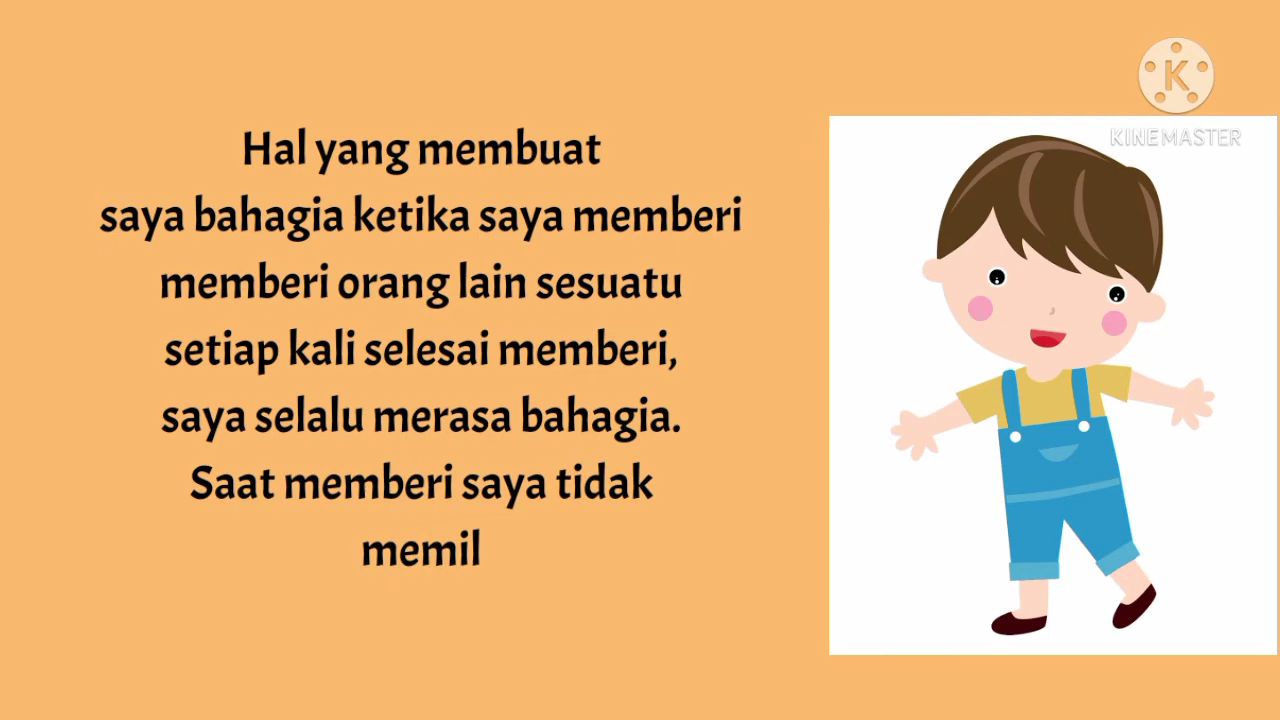 Hal yang membuat
saya bahagia ketika saya memberi
memberi orang lain sesuatu
setiap kali selesai memberi,
saya selalu merasa bahagia.
Saat memberi saya tidak
memil
K
KINEMASTER